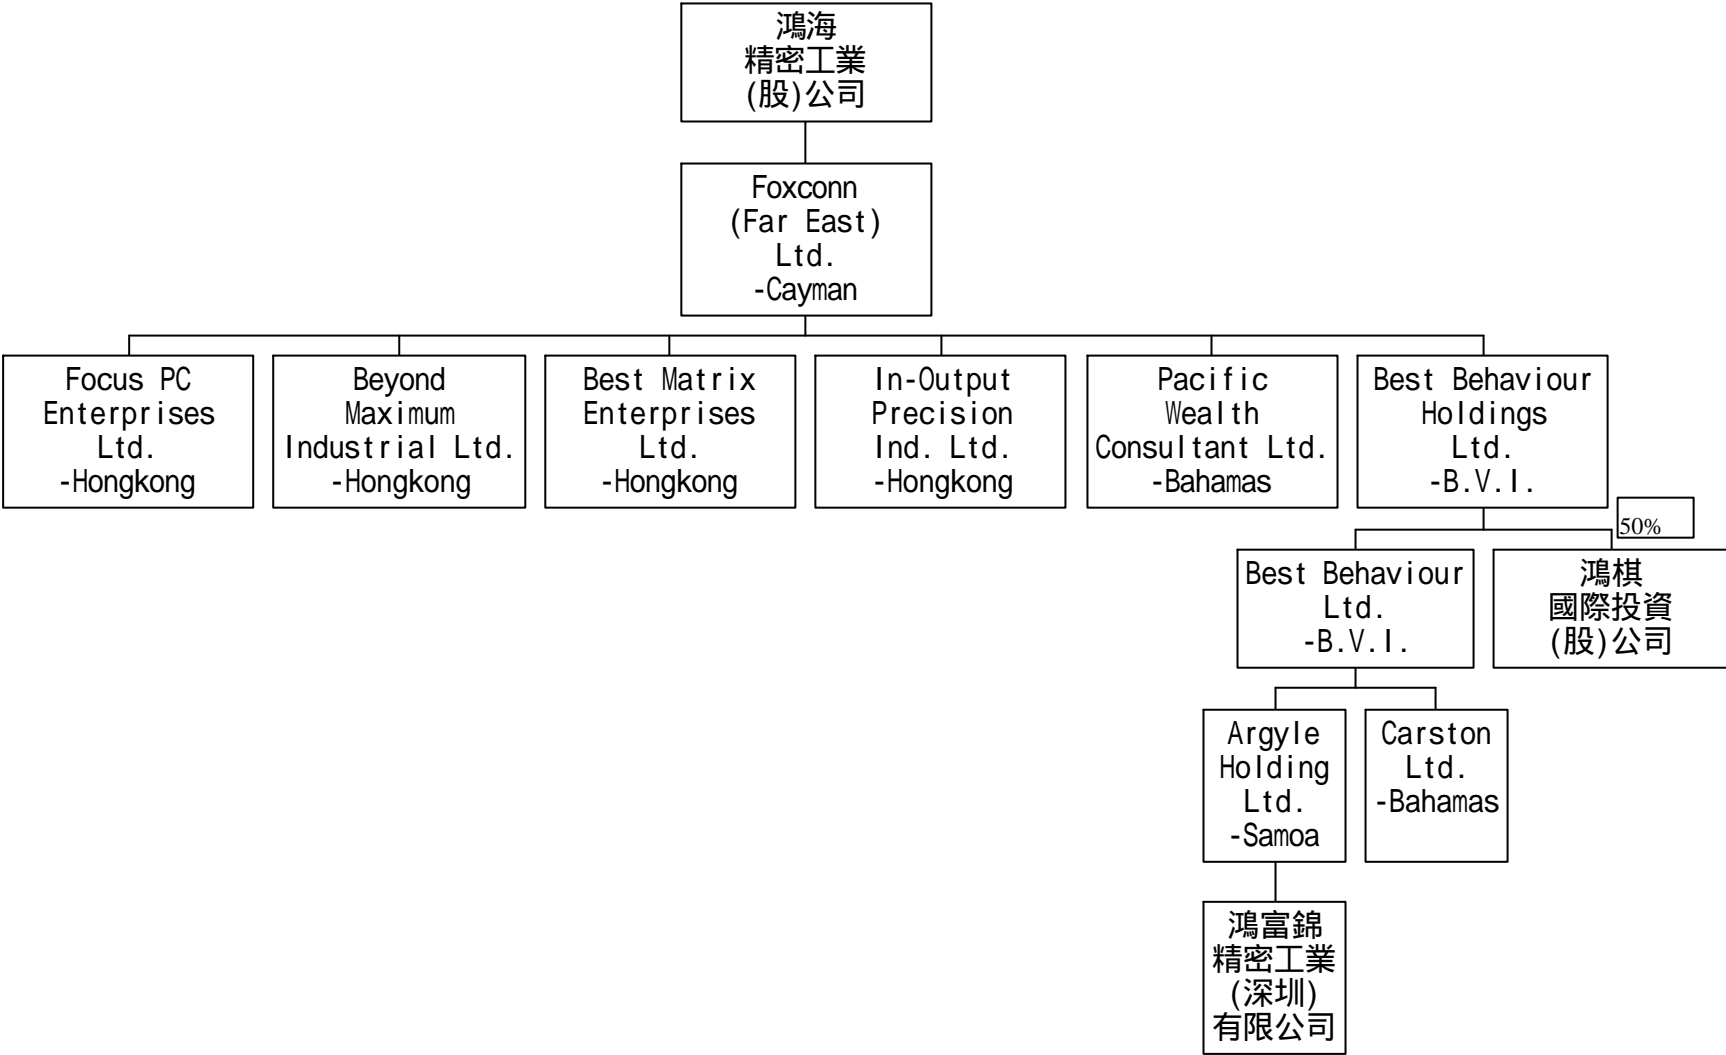 鴻海
精密工業
(股)公司
Foxconn
(Far East)
Ltd.
-Cayman
Focus PC
Enterprises
Ltd.
-Hongkong
Beyond
Maximum
Industrial Ltd.
-Hongkong
Best Matrix
Enterprises
Ltd.
-Hongkong
In-Output
Precision
Ind. Ltd.
-Hongkong
Pacific
Wealth
Consultant Ltd.
-Bahamas
Best Behaviour
Holdings
Ltd.
-B.V.I.
50%
Best Behaviour
Ltd.
-B.V.I.
鴻棋
國際投資
(股)公司
Argyle
Holding
Ltd.
-Samoa
Carston
Ltd.
-Bahamas
鴻富錦
精密工業
(深圳)
有限公司